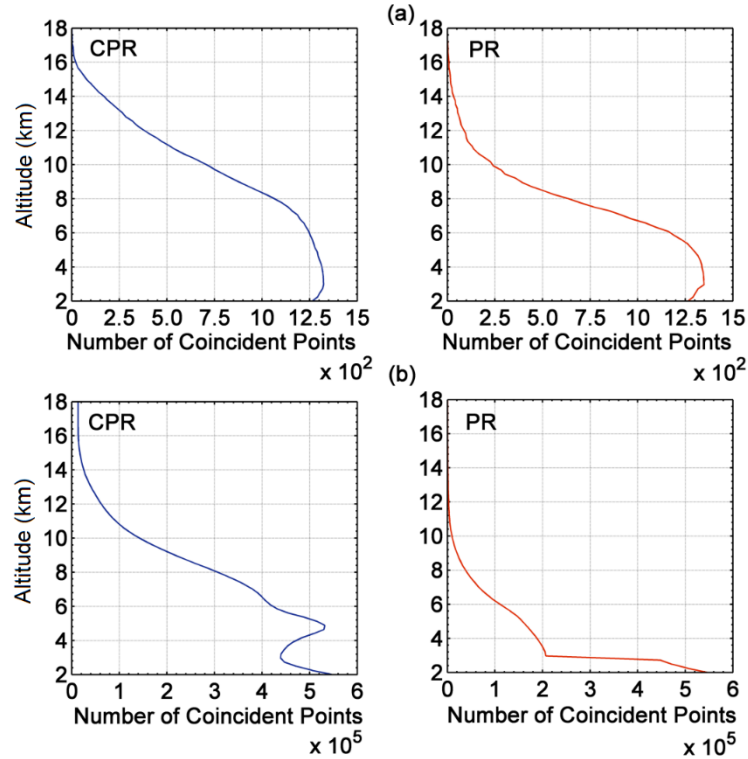 (a)
CPR
PR
18
16
14
12
10
8
6
4
2
Altitude (km)
0 2.5 5.0 7.5 10 12.5 15
Number of Coincident Points
x 10²
18
16
14
12
10
8
6
4
2
0 2.5 5.0 7.5 10 12.5 15
Number of Coincident Points
x 10²
(b)
CPR
PR
18
16
14
12
10
8
6
4
2
Altitude (km)
0 1 2 3 4 5 6
Number of Coincident Points
x 10⁵
18
16
14
12
10
8
6
4
2
0 1 2 3 4 5 6
Number of Coincident Points
x 10⁵